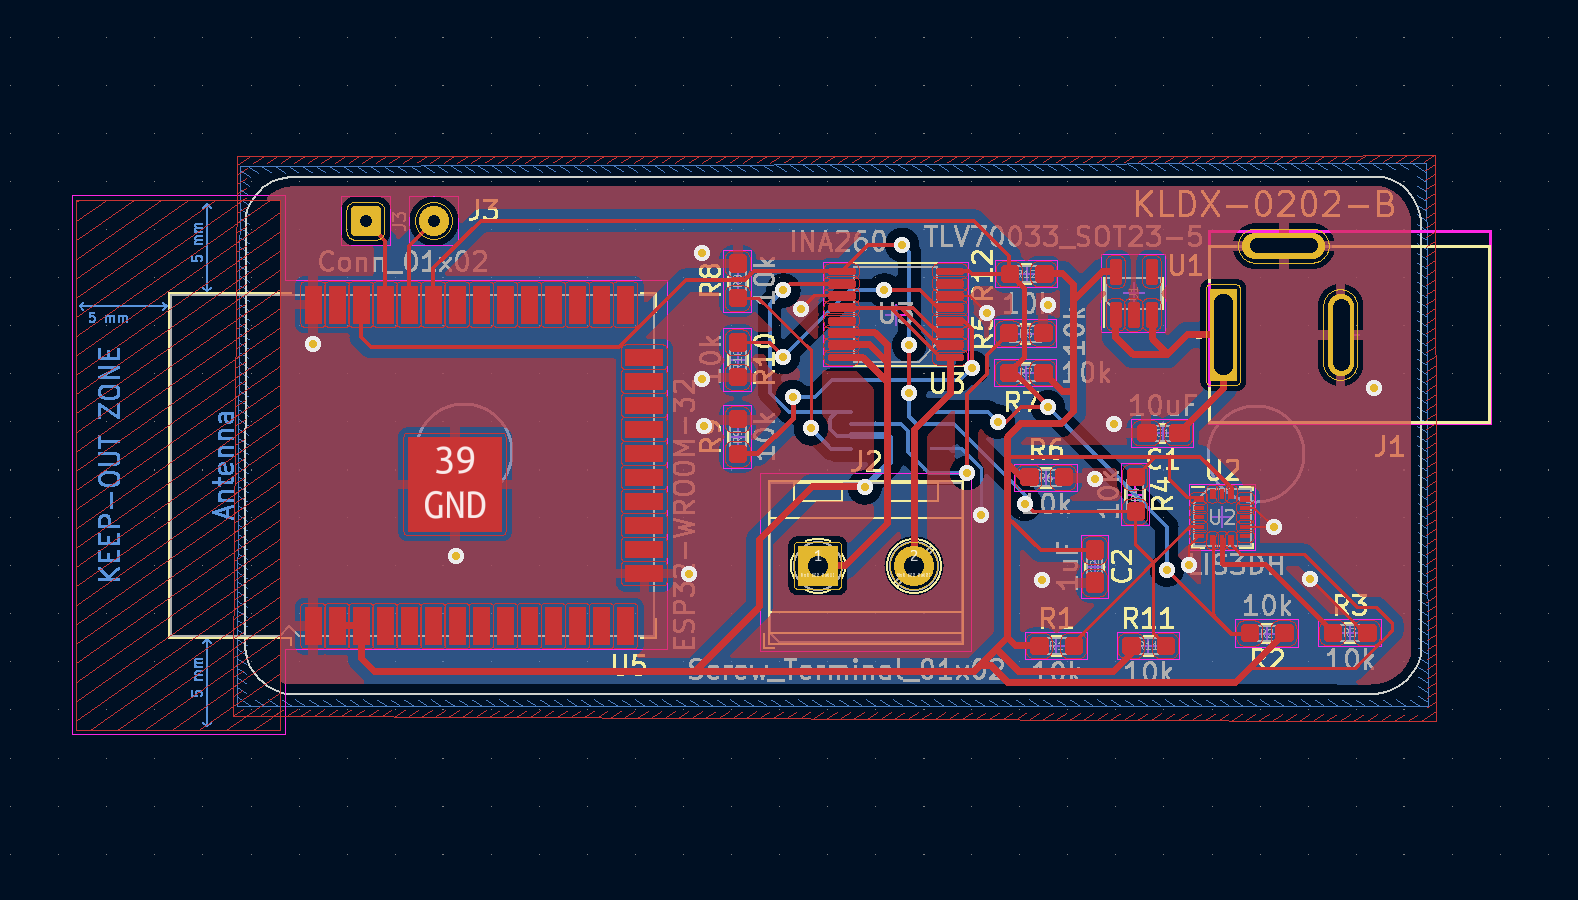 KLDX-0202-B
5 mm
J3
J3
Conn_01x02
INA260
TLV70033_SOT23-5
U1
R8
10k
R12
10k
5 mm
R5
10k
R10
10k
U3
R7
10k
KEEP-OUT ZONE
Antenna
39
GND
R9
10k
10uF
C1
J1
J2
R6
10k
10k
R4
U2
ESP32-WROOM-32
1
2
1uF
C2
LIS3DH
R1
10k
R11
10k
10k
R2
R3
10k
5 mm
U5
Screw_Terminal_01x02